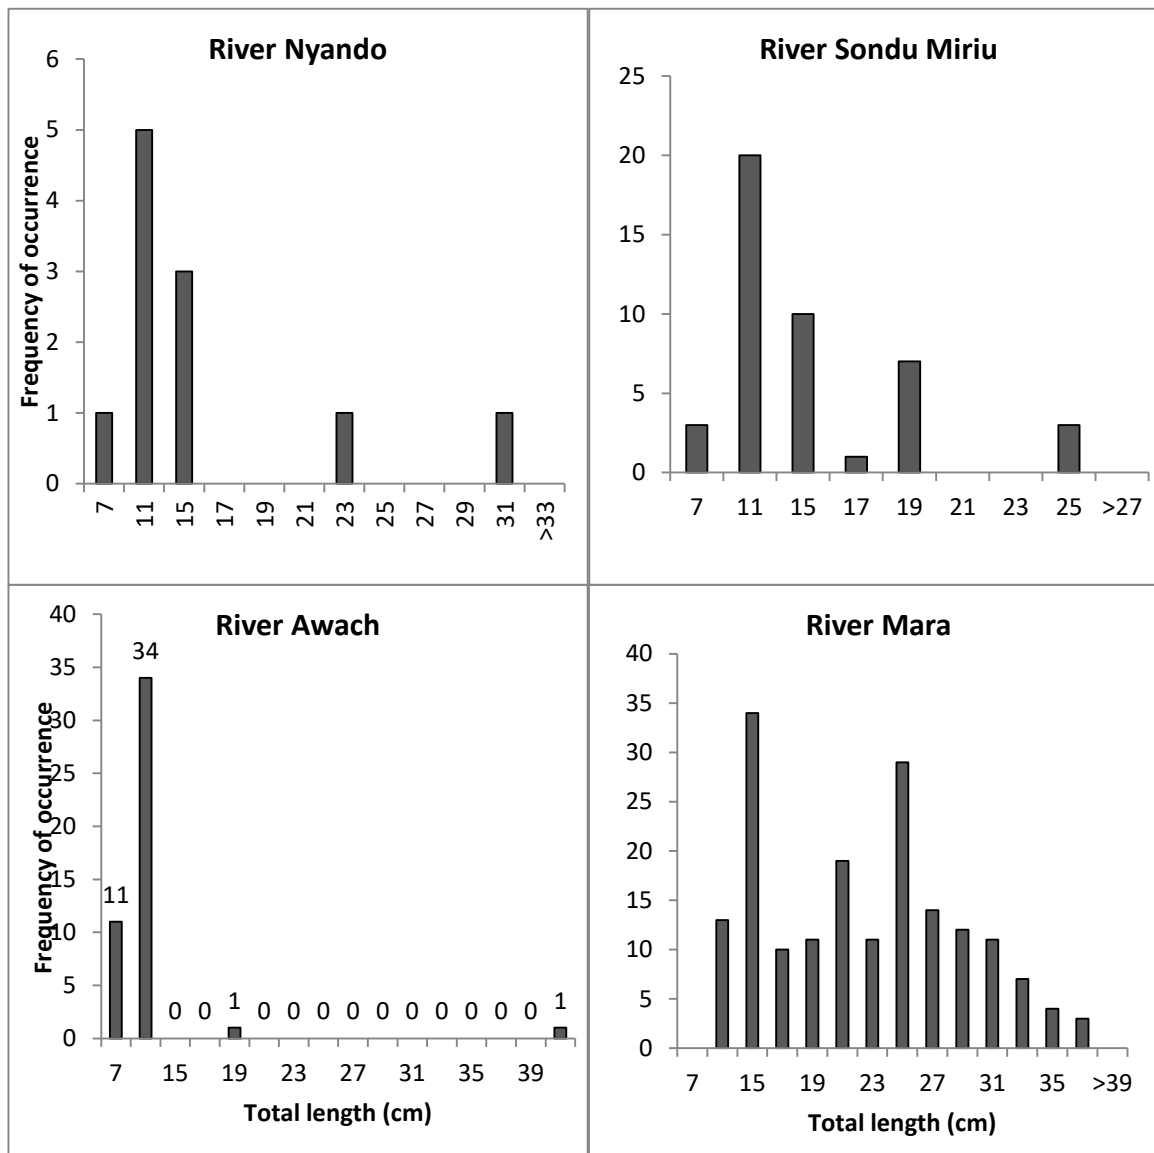 River Nyando
Frequency of occurrence
6
5
4
3
2
1
0
7 11 15 17 19 21 23 25 27 29 31 >33
River Sondu Miriu
25
20
15
10
5
0
7 11 15 17 19 21 23 25 >27
River Awach
Frequency of occurrence
40
35
30
25
20
15
10
5
0
11 34 0 0 1 0 0 0 0 0 0 0 0 0 0 1
7 15 19 23 27 31 35 39
Total length (cm)
River Mara
40
35
30
25
20
15
10
5
0
7 15 19 23 27 31 35 >39
Total length (cm)